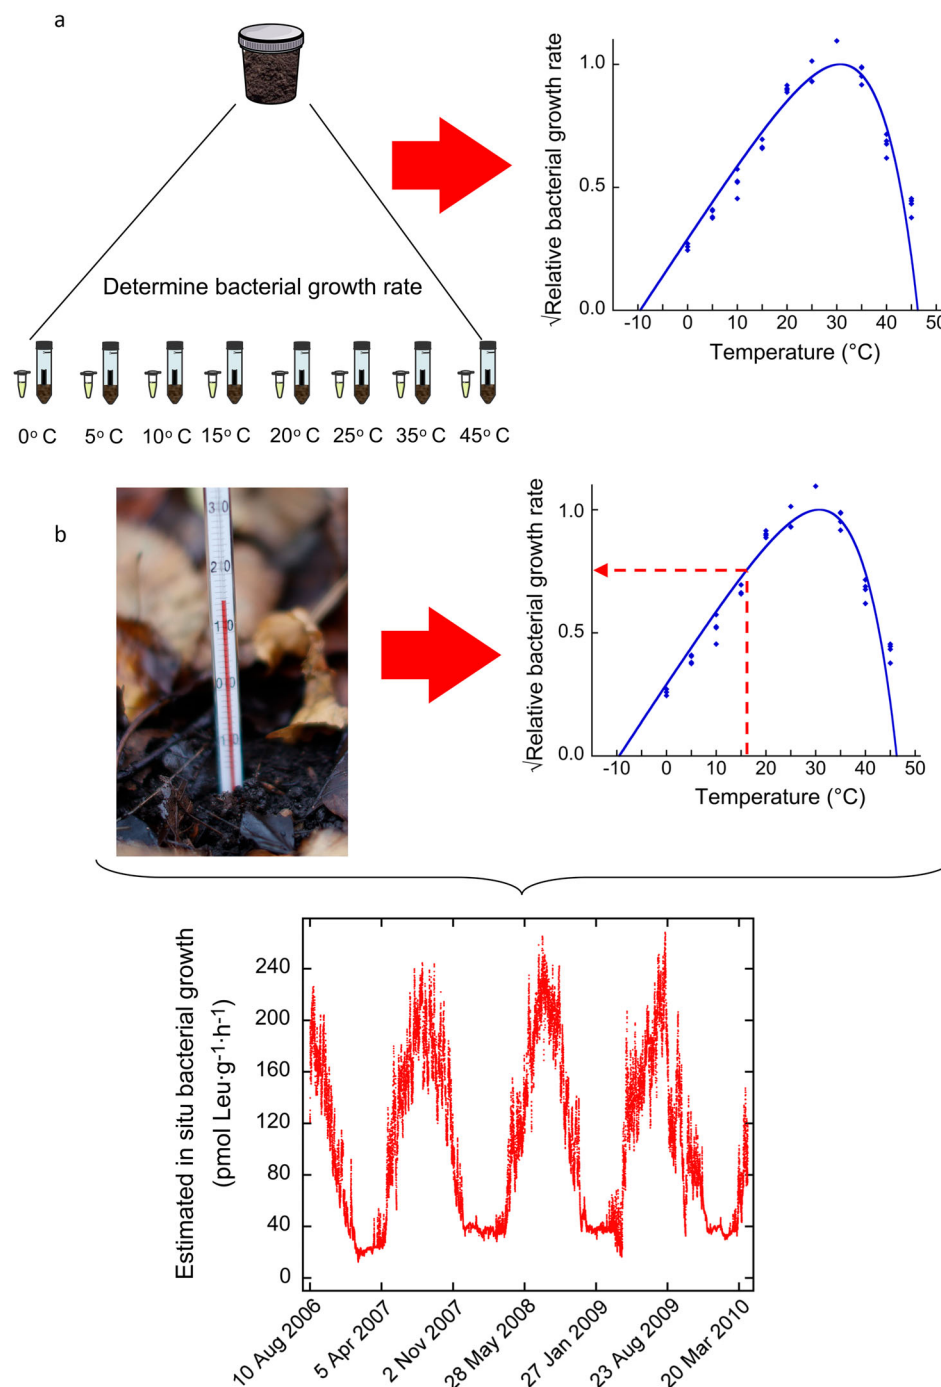 a
√Relative bacterial growth rate
1.0
0.5
0.0
-10 0 10 20 30 40 50
Temperature (°C)
Determine bacterial growth rate
0° C 5° C 10° C 15° C 20° C 25° C 35° C 45° C
b
√Relative bacterial growth rate
1.0
0.5
0.0
-10 0 10 20 30 40 50
Temperature (°C)
Estimated in situ bacterial growth
(pmol Leu·g⁻¹·h⁻¹)
240
200
160
120
80
40
0
10 Aug 2006
5 Apr 2007
2 Nov 2007
28 May 2008
27 Jan 2009
23 Aug 2009
20 Mar 2010